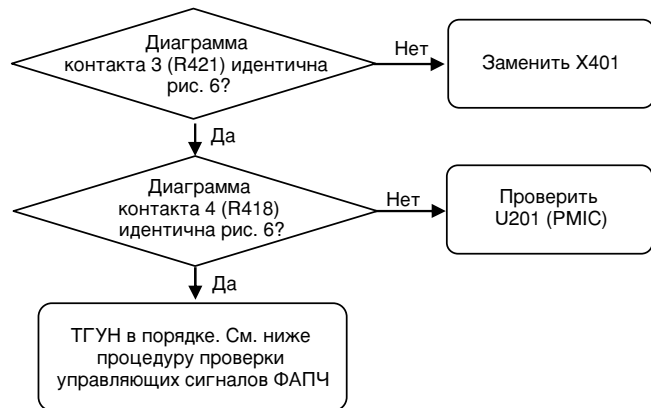 Диаграмма
контакта 3 (R421) идентична
рис. 6?
Нет
Заменить X401
Да
Диаграмма
контакта 4 (R418)
идентична рис. 6?
Нет
Проверить
U201 (PMIC)
Да
ТГУН в порядке. См. ниже
процедуру проверки
управляющих сигналов ФАПЧ